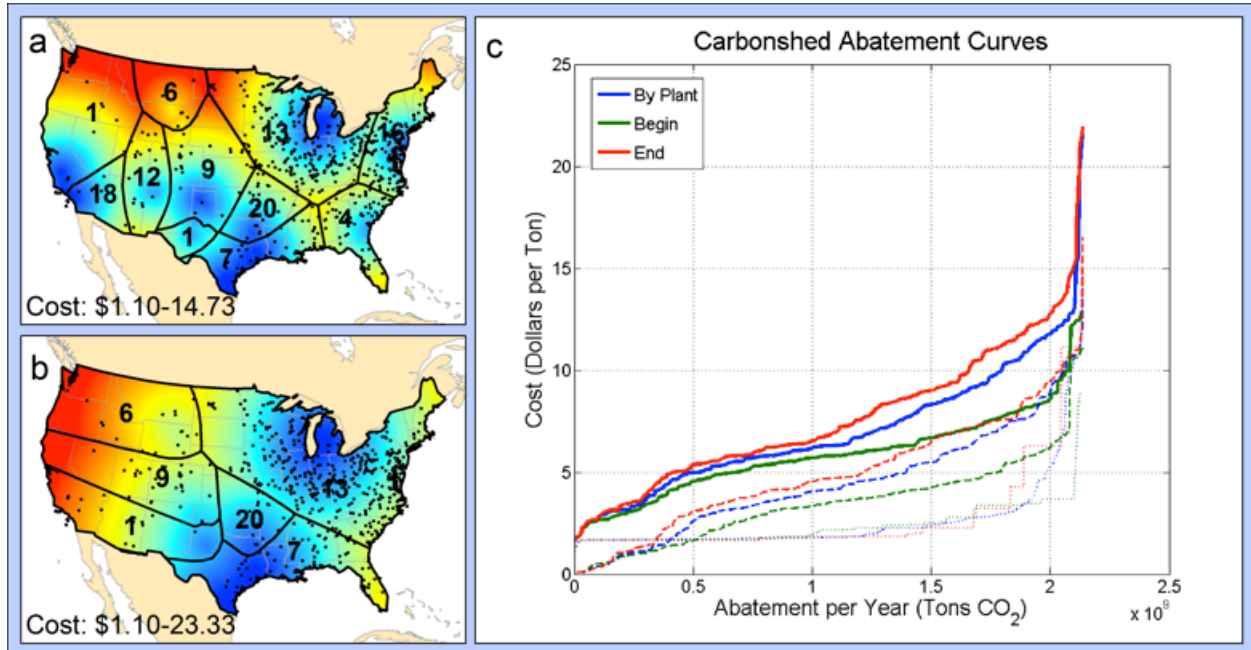 a
6
1
13
16
12
9
18
20
4
1
7
Cost: $1.10-14.73
b
6
9
13
20
1
7
Cost: $1.10-23.33
c
Carbonshed Abatement Curves
25
By Plant
Begin
End
20
15
10
5
0
Cost (Dollars per Ton)
0
0.5
1
1.5
2
2.5
Abatement per Year (Tons CO₂)
x 10⁹